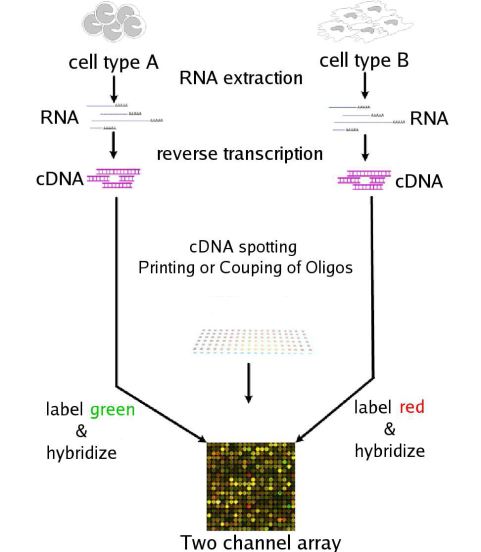 cell type A
cell type B
RNA extraction
RNA
RNA
reverse transcription
cDNA
cDNA
cDNA spotting
Printing or Couping of Oligos
label green
&
hybridize
label red
&
hybridize
Two channel array